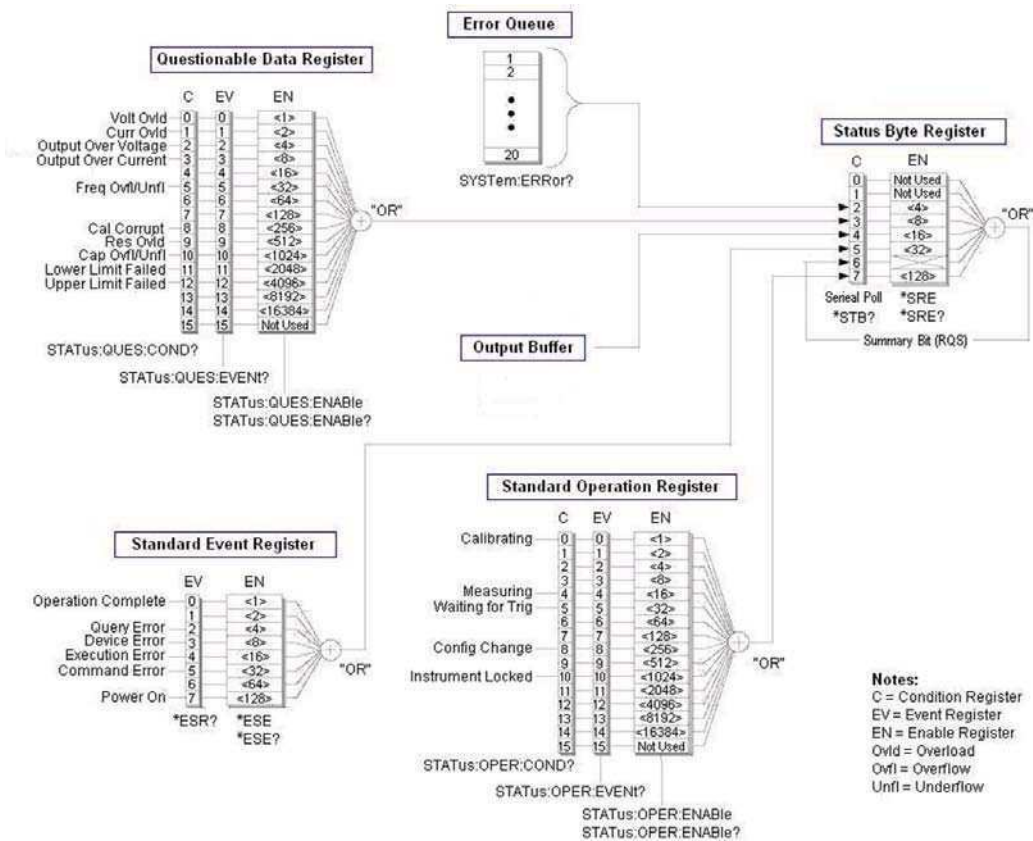 Error Queue
1
2
20
SYSTem:ERRor?
Questionable Data Register
C EV EN
Volt Ovld 0 0 <1>
Curr Ovld 1 1 <2>
Output Over Voltage 2 2 <4>
Output Over Current 3 3 <8>
4 4 <16>
Freq Ovfl/Unfl 5 5 <32>
6 6 <64>
7 7 <128>
Cal Corrupt 8 8 <256>
Res Ovld 9 9 <512>
Cap Ovfl/Unfl 10 10 <1024>
Lower Limit Failed 11 11 <2048>
Upper Limit Failed 12 12 <4096>
13 13 <8192>
14 14 <16384>
15 15 Not Used
"OR"
STATus:QUES:COND?
STATus:QUES:EVENt?
STATus:QUES:ENABle
STATus:QUES:ENABle?
Status Byte Register
C EN
0 Not Used
1 Not Used
2 <4>
3 <8>
4 <16>
5 <32>
6
7 <128>
"OR"
Serieal Poll
*STB?
*SRE
*SRE?
Summary Bit (RQS)
Output Buffer
Standard Event Register
EV EN
Operation Complete 0 <1>
1 <2>
Query Error 2 <4>
Device Error 3 <8>
Execution Error 4 <16>
Command Error 5 <32>
6 <64>
Power On 7 <128>
"OR"
*ESR?
*ESE
*ESE?
Standard Operation Register
C EV EN
Calibrating 0 0 <1>
1 1 <2>
2 2 <4>
3 3 <8>
Measuring 4 4 <16>
Waiting for Trig 5 5 <32>
6 6 <64>
7 7 <128>
Config Change 8 8 <256>
9 9 <512>
Instrument Locked 10 10 <1024>
11 11 <2048>
12 12 <4096>
13 13 <8192>
14 14 <16384>
15 15 Not Used
"OR"
STATus:OPER:COND?
STATus:OPER:EVENt?
STATus:OPER:ENABle
STATus:OPER:ENABle?
Notes:
C = Condition Register
EV = Event Register
EN = Enable Register
Ovld = Overload
Ovfl = Overflow
Unfl = Underflow